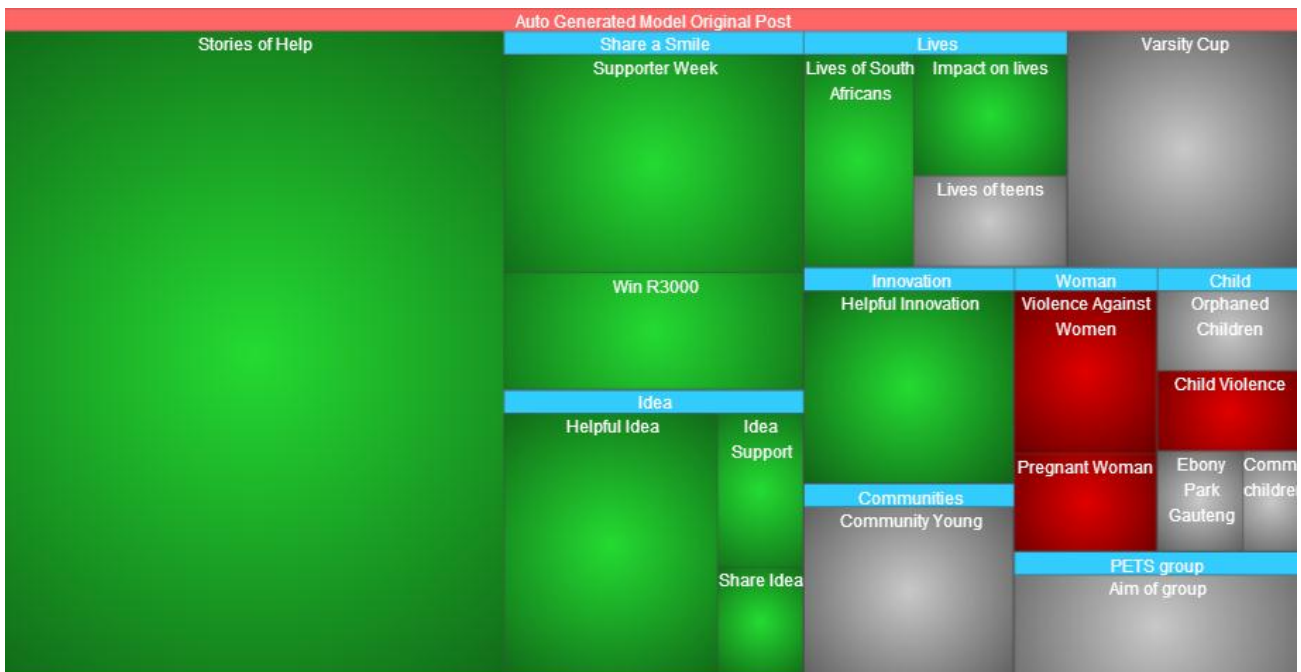 Auto Generated Model Original Post
Stories of Help
Share a Smile
Supporter Week
Win R3000
Idea
Helpful Idea
Idea
Support
Share Idea
Lives
Lives of South
Africans
Impact on lives
Lives of teens
Varsity Cup
Innovation
Helpful Innovation
Communities
Community Young
Woman
Violence Against
Women
Pregnant Woman
Child
Orphaned
Children
Child Violence
Ebony
Park
Gauteng
Comm
childre
PETS group
Aim of group